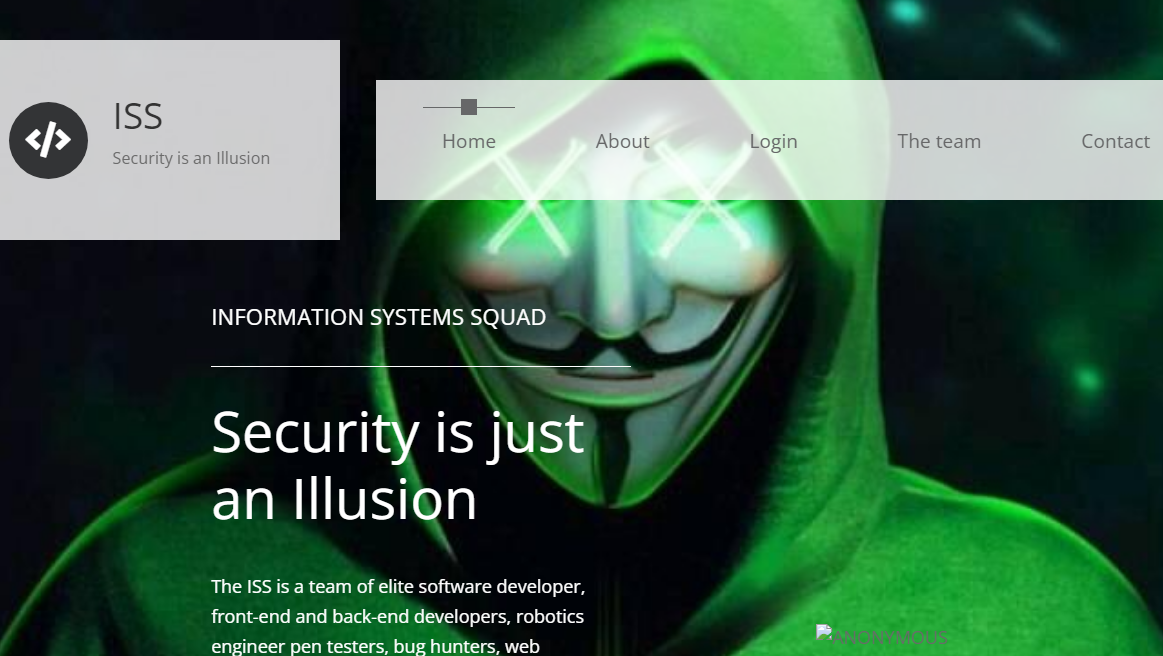 ISS
Security is an Illusion
Home About Login The team Contact
INFORMATION SYSTEMS SQUAD
Security is just
an Illusion
The ISS is a team of elite software developer,
front-end and back-end developers, robotics
engineer pen testers, bug hunters, web
ANONYMOUS